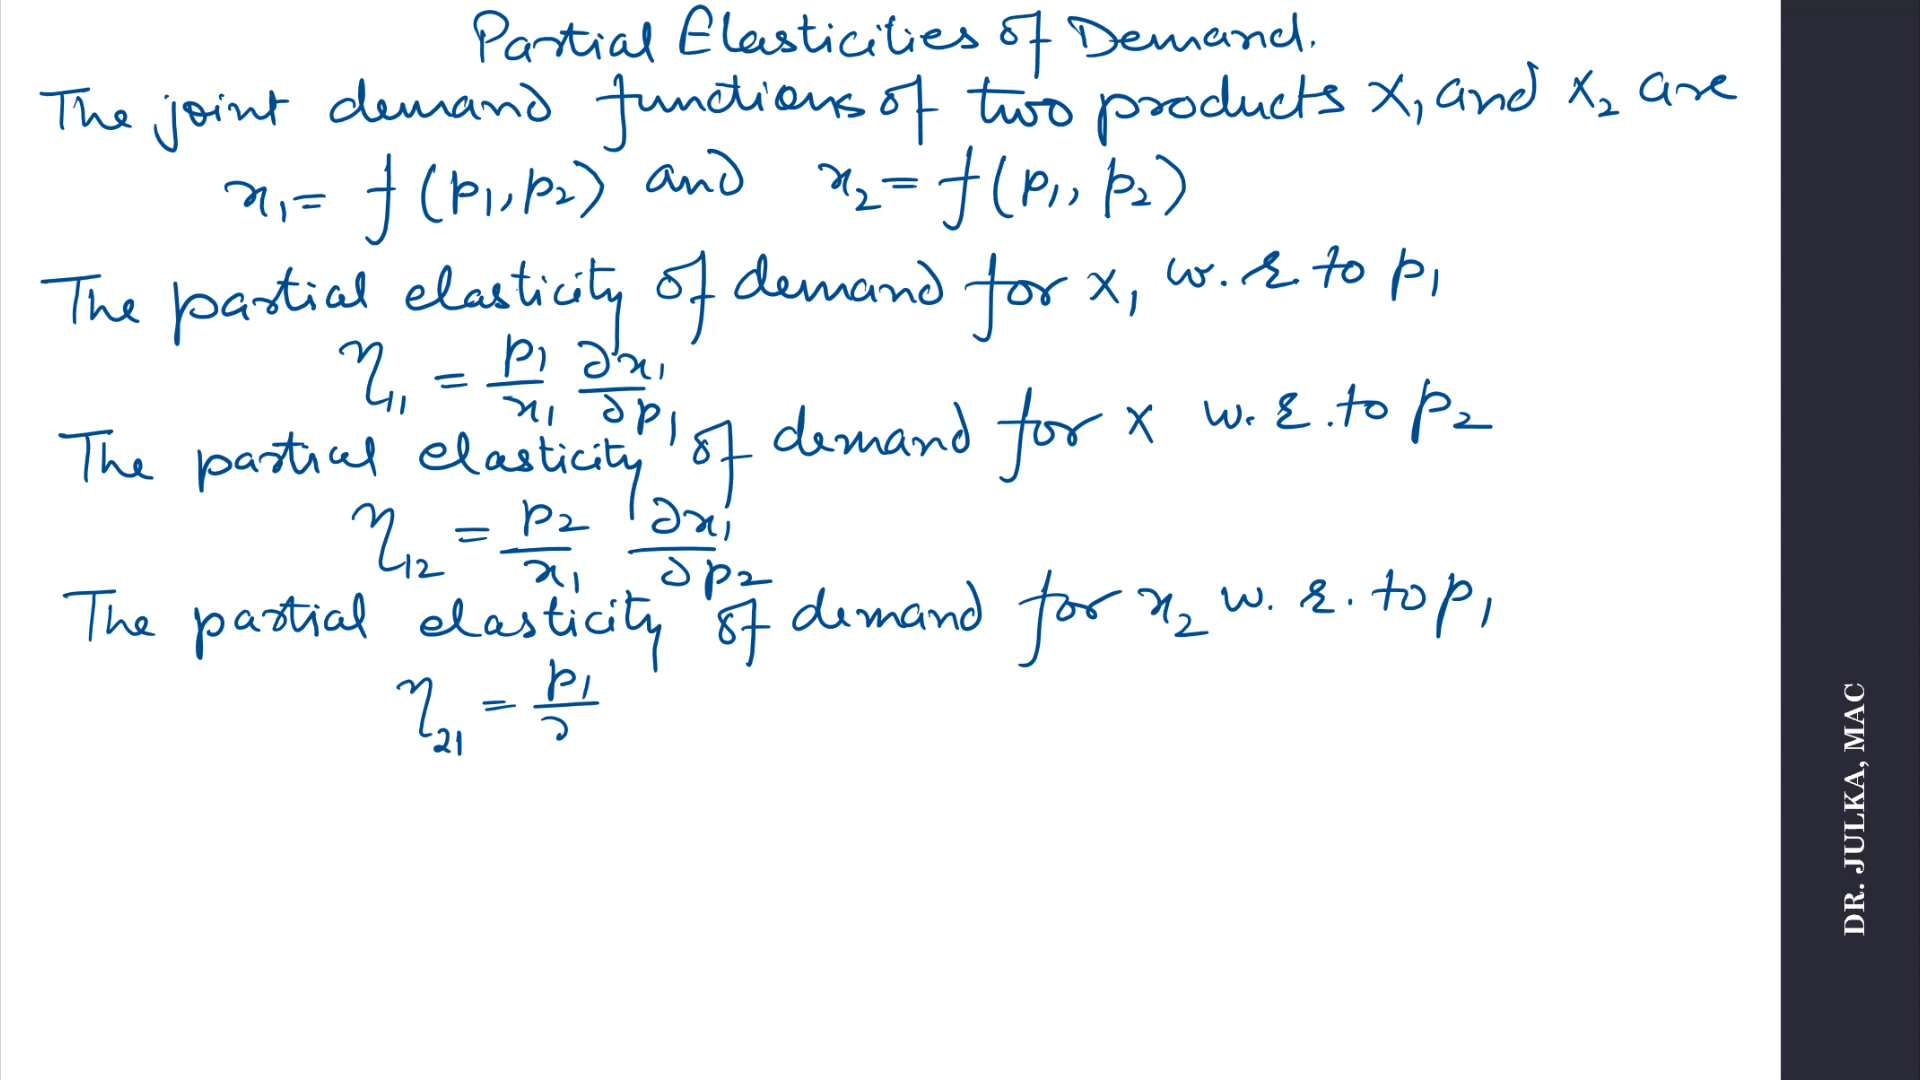 Partial Elasticities of Demand.
The joint demand functions of two products X₁ and X₂ are
x₁ = f(p₁, p₂) and x₂ = f(p₁, p₂)
The partial elasticity of demand for X₁ w.r. to p₁
η₁₁ = p₁/x₁ ∂x₁/∂p₁
The partial elasticity of demand for X w.r. to p₂
η₁₂ = p₂/x₁ ∂x₁/∂p₂
The partial elasticity of demand for x₂ w.r. to p₁
η₂₁ = p₁/
DR. JULKA, MAC